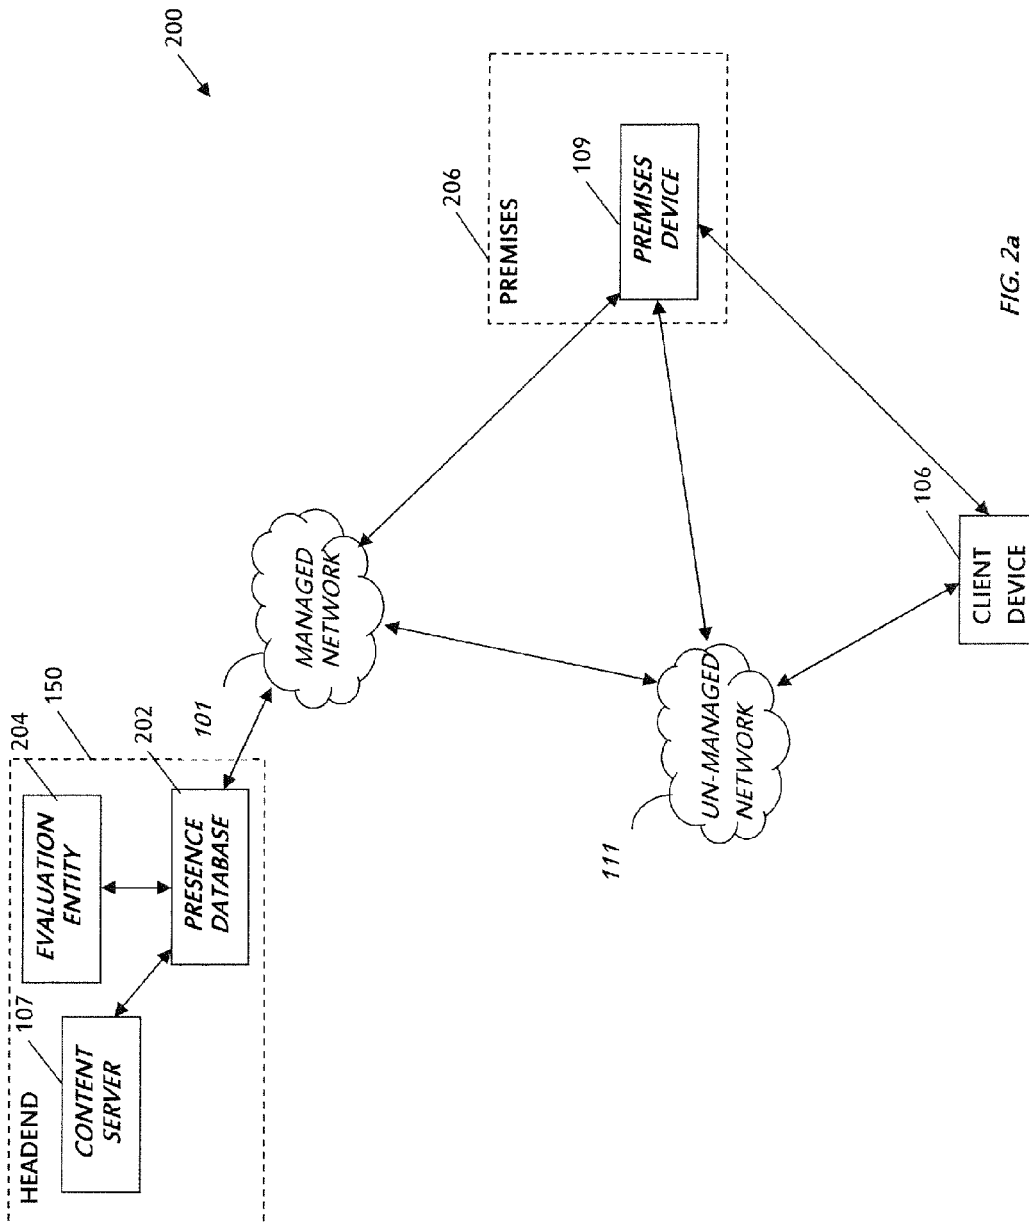 200
HEADEND
150
204
EVALUATION
ENTITY
107
CONTENT
SERVER
202
PRESENCE
DATABASE
101
MANAGED
NETWORK
206
PREMISES
109
PREMISES
DEVICE
111
UN-MANAGED
NETWORK
106
CLIENT
DEVICE
FIG. 2a